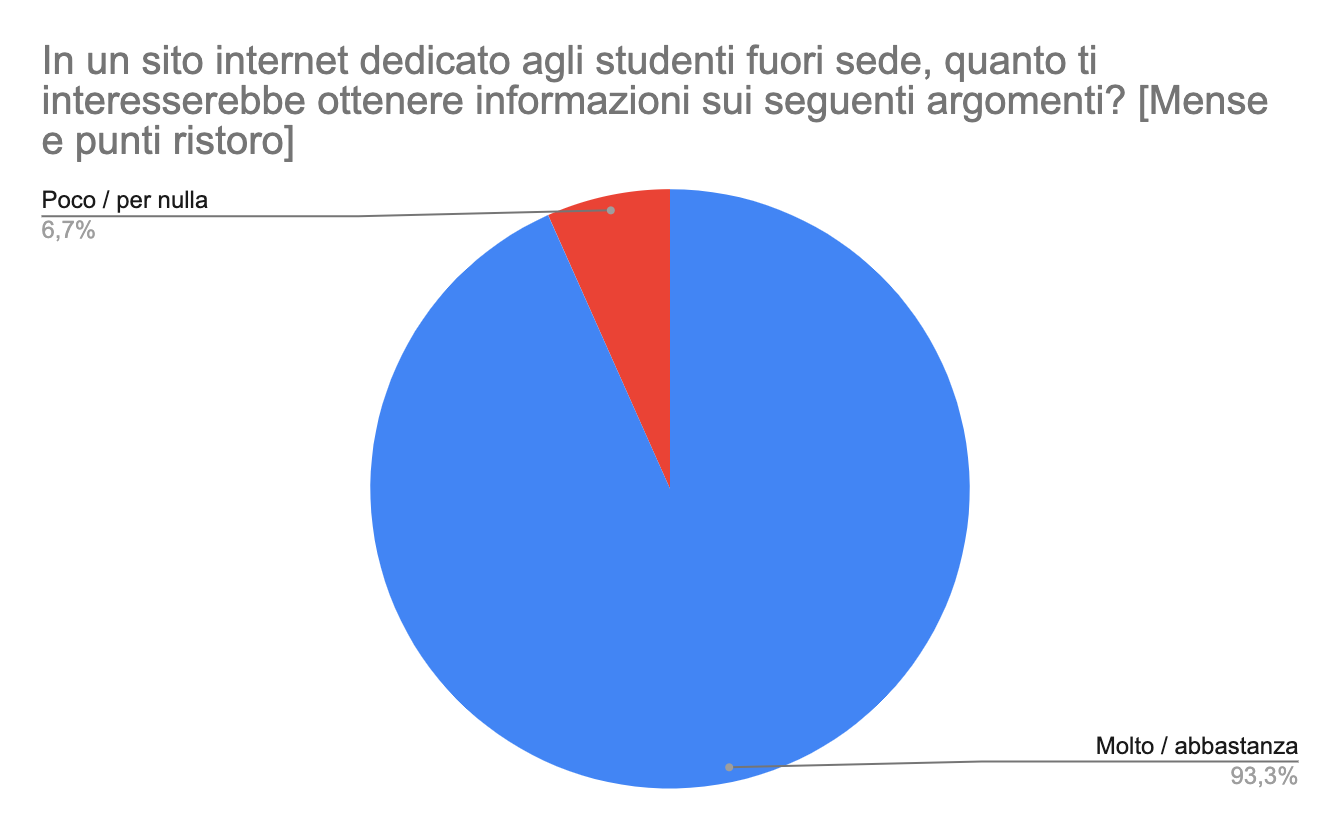 In un sito internet dedicato agli studenti fuori sede, quanto ti
interesserebbe ottenere informazioni sui seguenti argomenti? [Mense
e punti ristoro]
Poco / per nulla
6,7%
Molto / abbastanza
93,3%